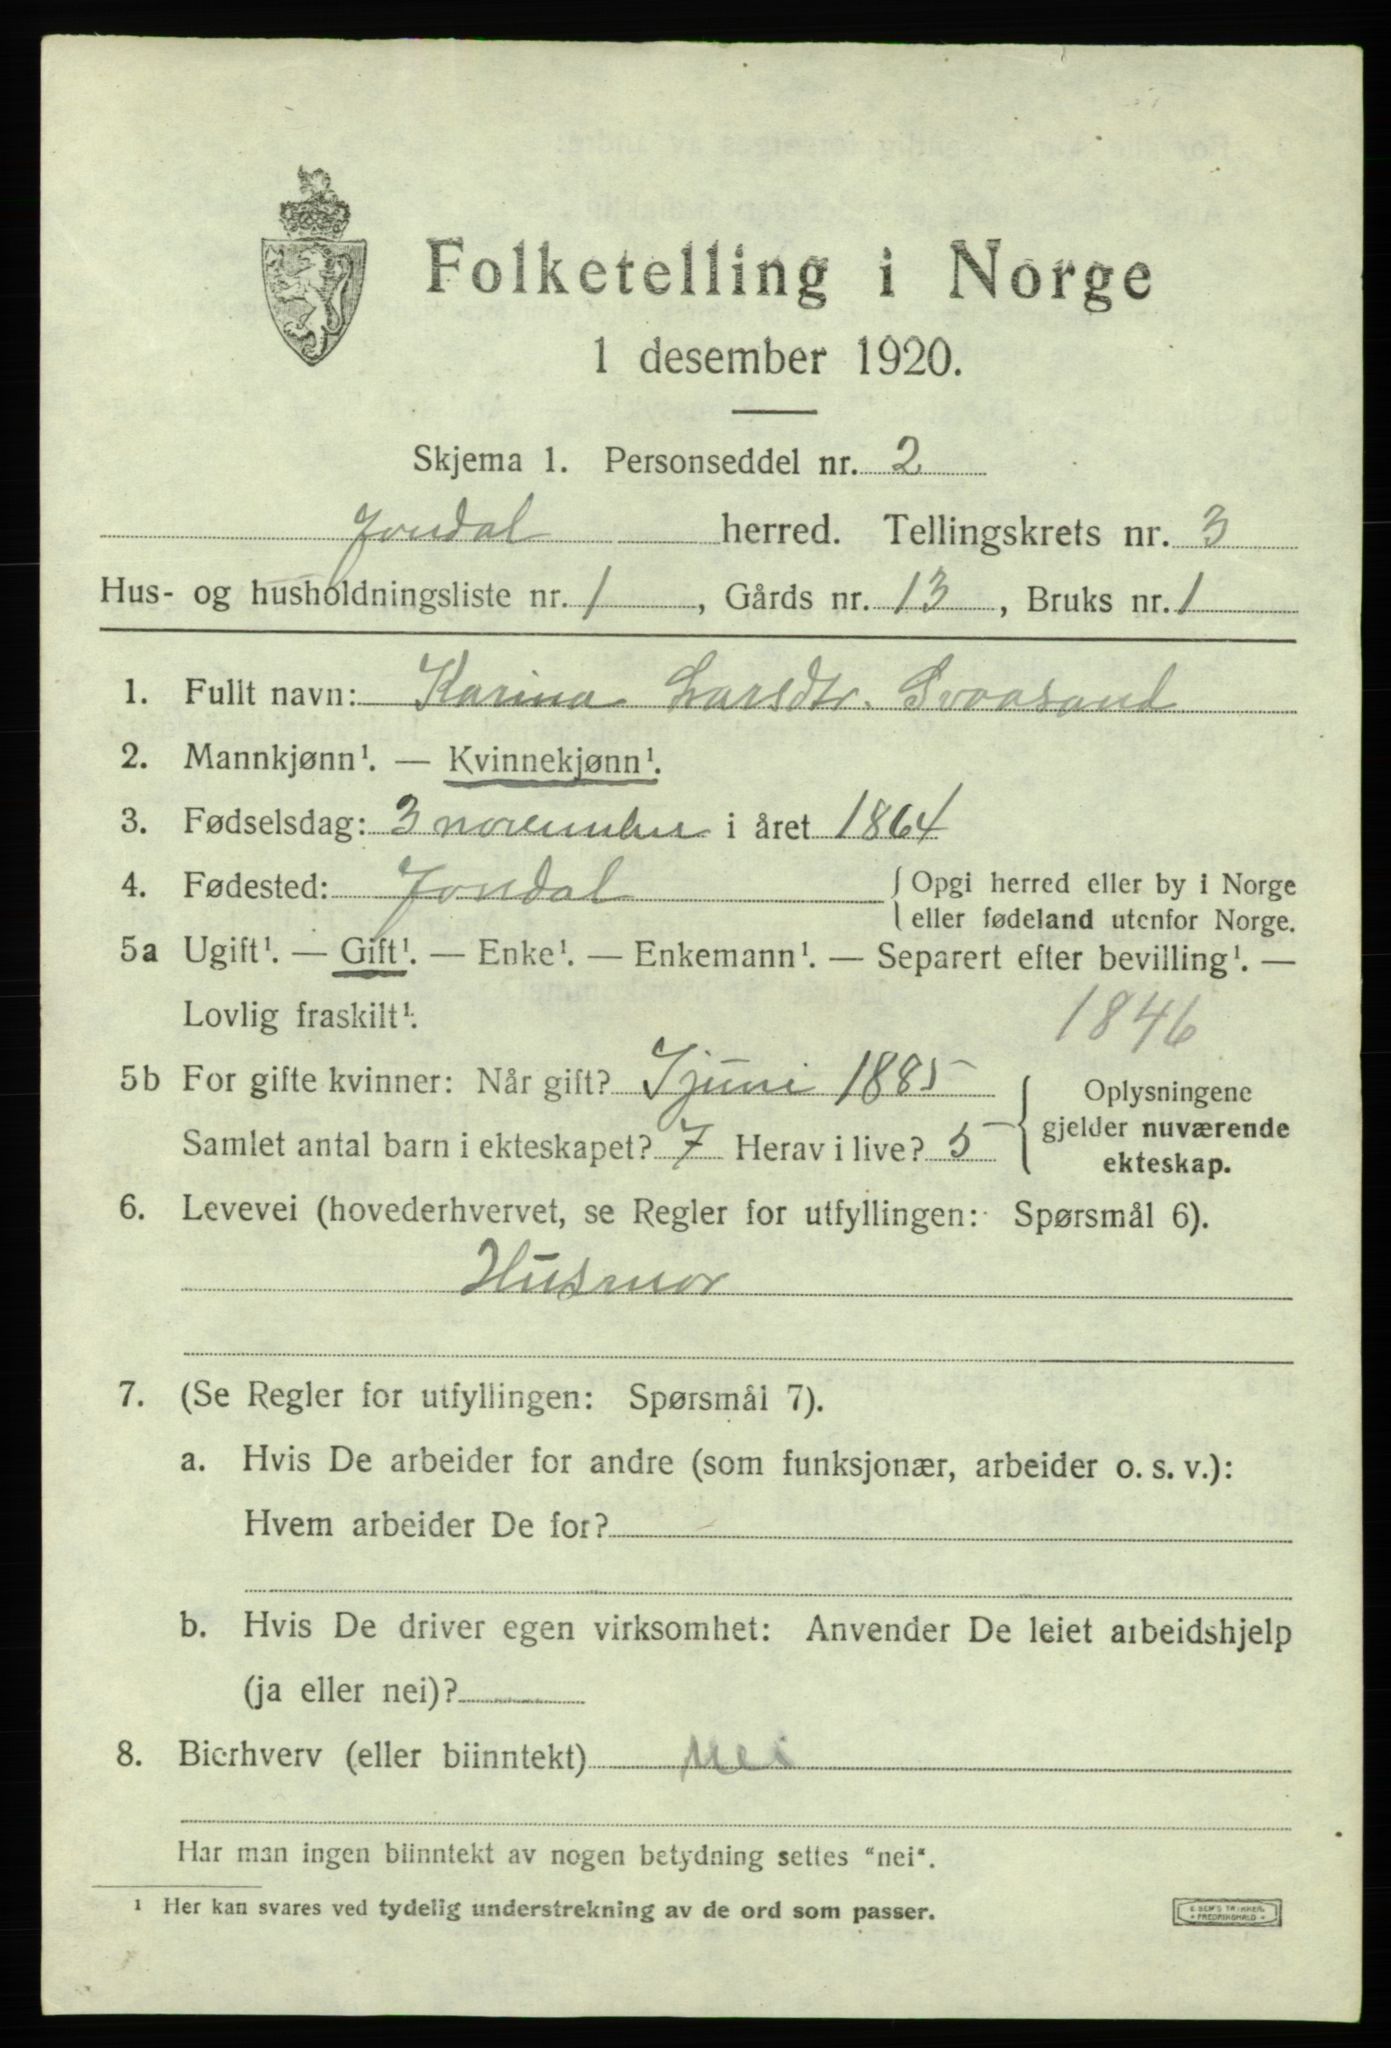 Folketelling i Norge
1 desember 1920.
Skjema 1. Personseddel nr. 2
Jondal herred. Tellingskrets nr. 3
Hus- og husholdningsliste nr. 1, Gårds nr. 13, Bruks nr. 1
1. Fullt navn: Karina Larsdtr. Svaasand
2. Mannkjønn¹. — Kvinnekjønn¹.
3. Fødselsdag: 3 november i året 1864
4. Fødested: Jondal { Opgi herred eller by i Norge
eller fødeland utenfor Norge.
5a Ugift¹. — Gift¹. — Enke¹. — Enkemann¹. — Separert efter bevilling¹. —
Lovlig fraskilt¹.
1846
5b For gifte kvinner: Når gift? I juni 1885
Samlet antal barn i ekteskapet? 7 Herav i live? 5
{ Oplysningene
gjelder nuværende
ekteskap.
6. Levevei (hovederhvervet, se Regler for utfyllingen: Spørsmål 6).
Husmor
7. (Se Regler for utfyllingen: Spørsmål 7).
a. Hvis De arbeider for andre (som funksjonær, arbeider o. s. v.):
Hvem arbeider De for?
b. Hvis De driver egen virksomhet: Anvender De leiet arbeidshjelp
(ja eller nei)?
8. Bierhverv (eller biinntekt) Nei
Har man ingen biinntekt av nogen betydning settes "nei".
¹ Her kan svares ved tydelig understrekning av de ord som passer.